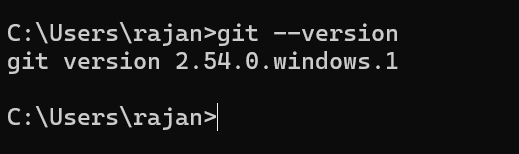 C:\Users\rajan>git --version
git version 2.54.0.windows.1
C:\Users\rajan>